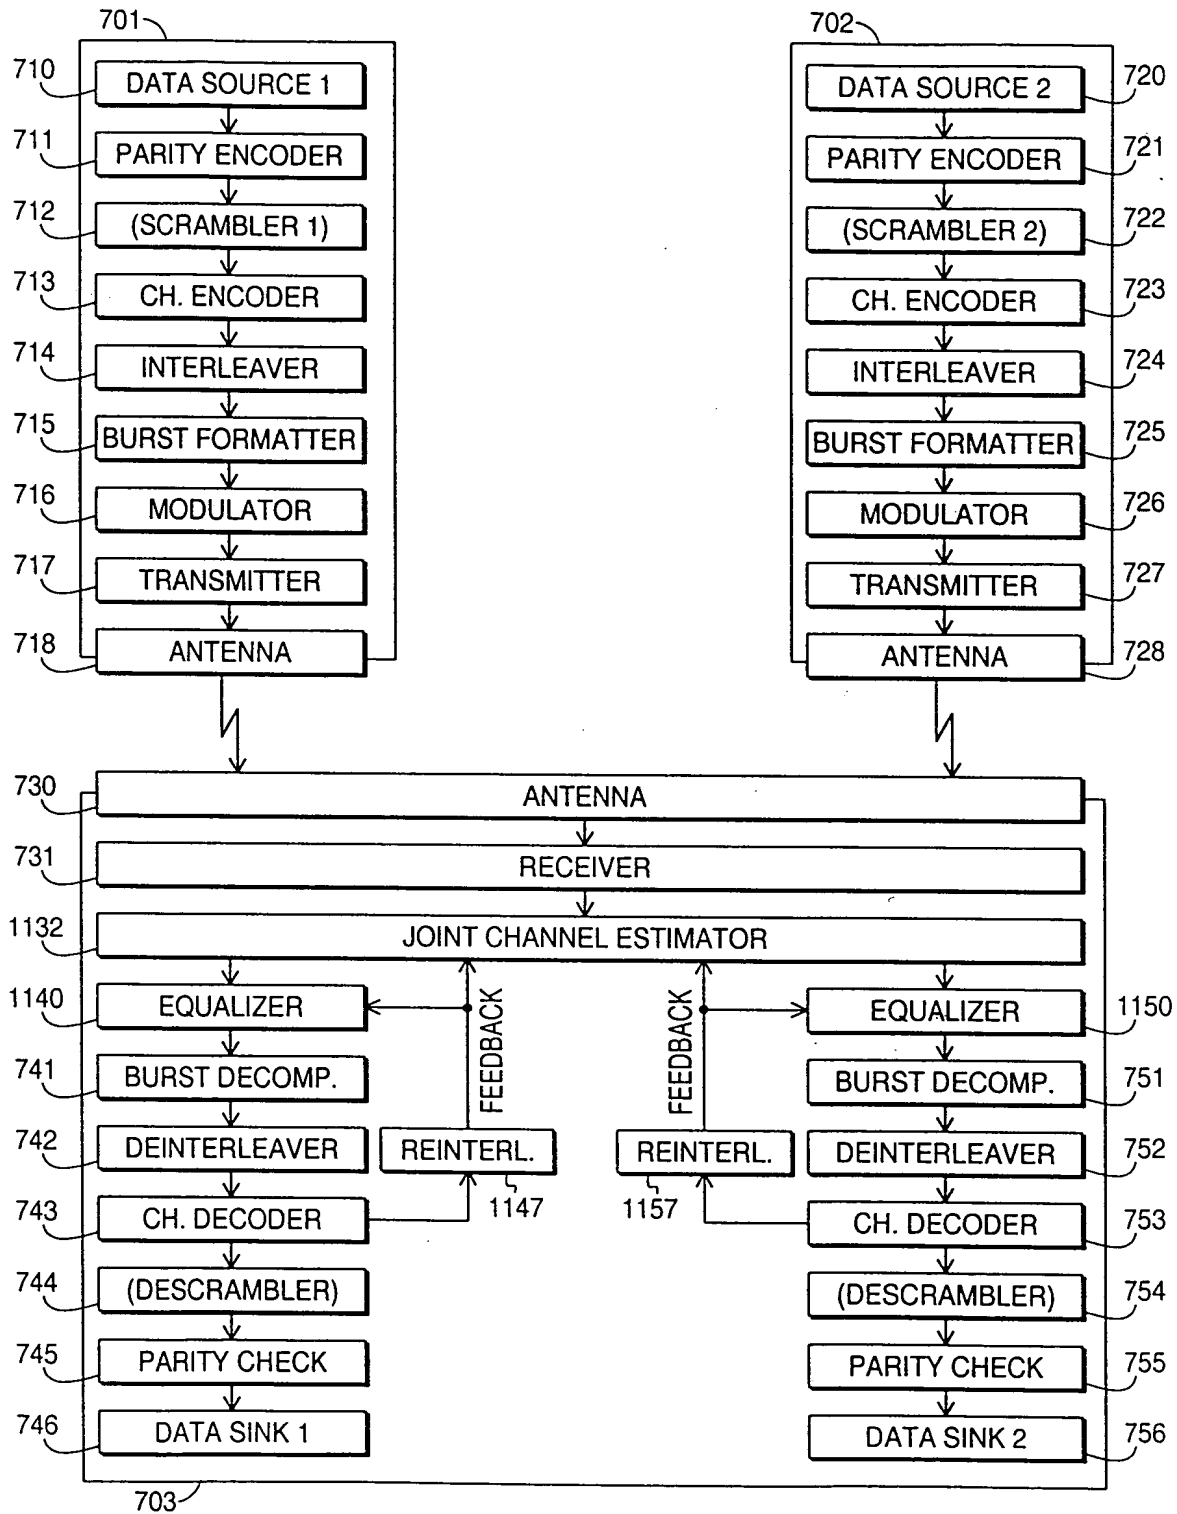 701
710
DATA SOURCE 1
711
PARITY ENCODER
712
(SCRAMBLER 1)
713
CH. ENCODER
714
INTERLEAVER
715
BURST FORMATTER
716
MODULATOR
717
TRANSMITTER
718
ANTENNA
702
DATA SOURCE 2
720
PARITY ENCODER
721
(SCRAMBLER 2)
722
CH. ENCODER
723
INTERLEAVER
724
BURST FORMATTER
725
MODULATOR
726
TRANSMITTER
727
ANTENNA
728
730
ANTENNA
731
RECEIVER
1132
JOINT CHANNEL ESTIMATOR
1140
EQUALIZER
741
BURST DECOMP.
742
DEINTERLEAVER
743
CH. DECODER
744
(DESCRAMBLER)
745
PARITY CHECK
746
DATA SINK 1
FEEDBACK
REINTERL.
1147
FEEDBACK
REINTERL.
1157
EQUALIZER
1150
BURST DECOMP.
751
DEINTERLEAVER
752
CH. DECODER
753
(DESCRAMBLER)
754
PARITY CHECK
755
DATA SINK 2
756
703